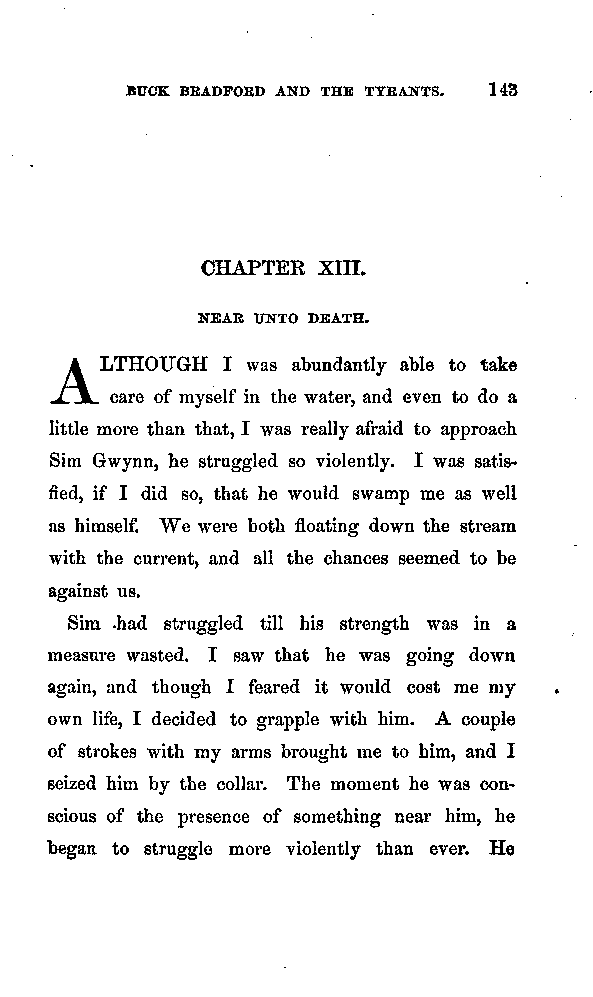 BUCK BRADFORD AND THE TYRANTS. 143
CHAPTER XIII.
NEAR UNTO DEATH.
ALTHOUGH I was abundantly able to take
care of myself in the water, and even to do a
little more than that, I was really afraid to approach
Sim Gwynn, he struggled so violently. I was satis-
fied, if I did so, that he would swamp me as well
as himself. We were both floating down the stream
with the current, and all the chances seemed to be
against us.
Sim had struggled till his strength was in a
measure wasted. I saw that he was going down
again, and though I feared it would cost me my
own life, I decided to grapple with him. A couple
of strokes with my arms brought me to him, and I
seized him by the collar. The moment he was con-
scious of the presence of something near him, he
began to struggle more violently than ever. He